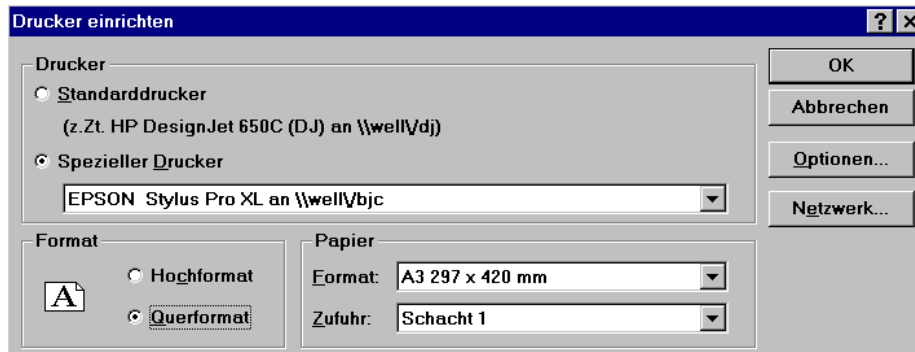 Drucker einrichten
Drucker
Standarddrucker
(z.Zt. HP DesignJet 650C (DJ) an \\well\/dj)
Spezieller Drucker
EPSON  Stylus Pro XL an \\well\/bjc
OK
Abbrechen
Optionen...
Netzwerk...
Format
A
Hochformat
Querformat
Papier
Format: A3 297 x 420 mm
Zufuhr: Schacht 1